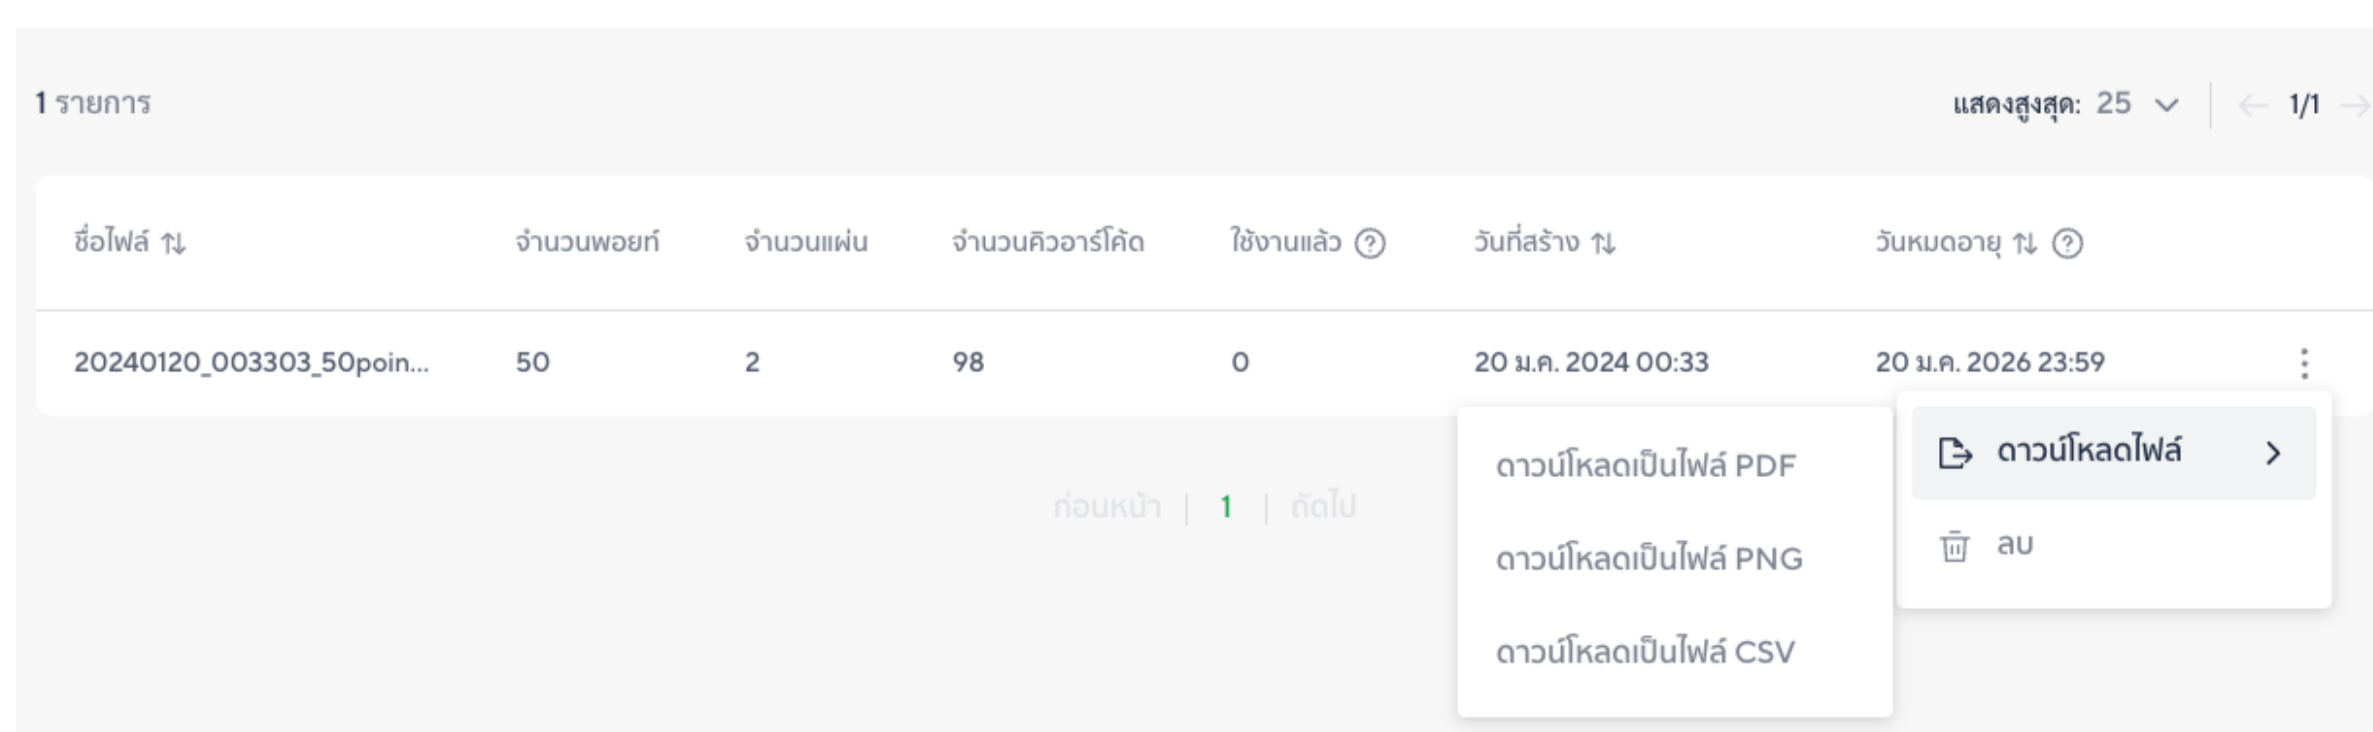 1 รายการ
แสดงสูงสุด: 25 1/1
ชื่อไฟล์ จำนวนพอยท์ จำนวนแผ่น จำนวนคิวอาร์โค้ด ใช้งานแล้ว วันที่สร้าง วันหมดอายุ
20240120_003303_50poin... 50 2 98 0 20 ม.ค. 2024 00:33 20 ม.ค. 2026 23:59
ดาวน์โหลดไฟล์
ลบ
ดาวน์โหลดเป็นไฟล์ PDF
ดาวน์โหลดเป็นไฟล์ PNG
ดาวน์โหลดเป็นไฟล์ CSV
ก่อนหน้า | 1 | ถัดไป